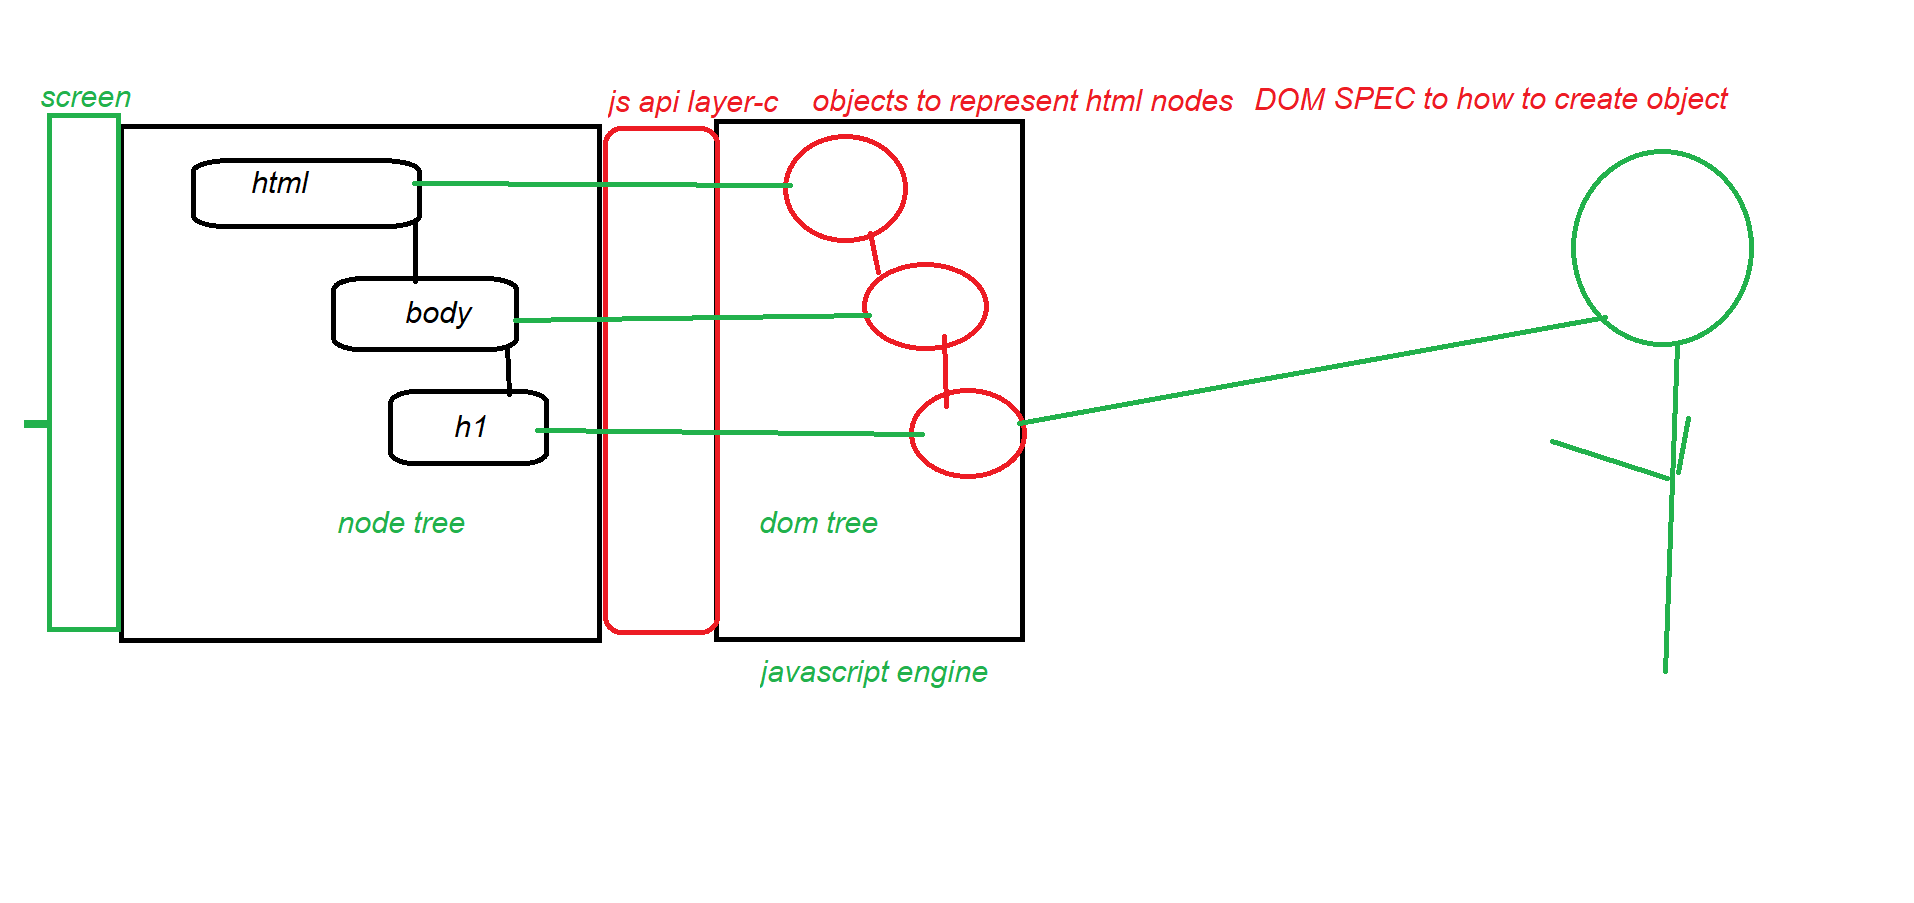 screen
js api layer-c
objects to represent html nodes
DOM SPEC to how to create object
html
body
h1
node tree
dom tree
javascript engine